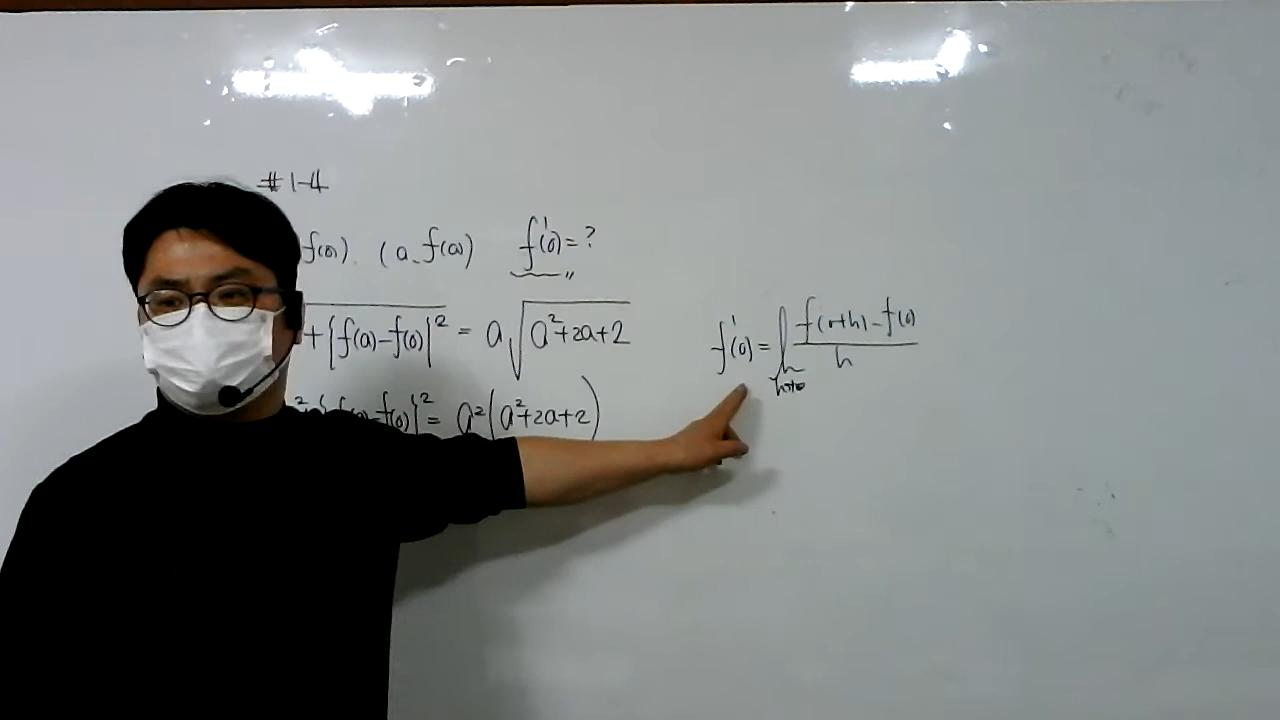 # 1-4
f(0)). (a, f(a)) f'(0)=?
+{f(a)-f(0)}² = a√(a²+2a+2)
f(0)}² = a²(a²+2a+2)
f'(0) = lim h→0 (f(0+h)-f(0))/h